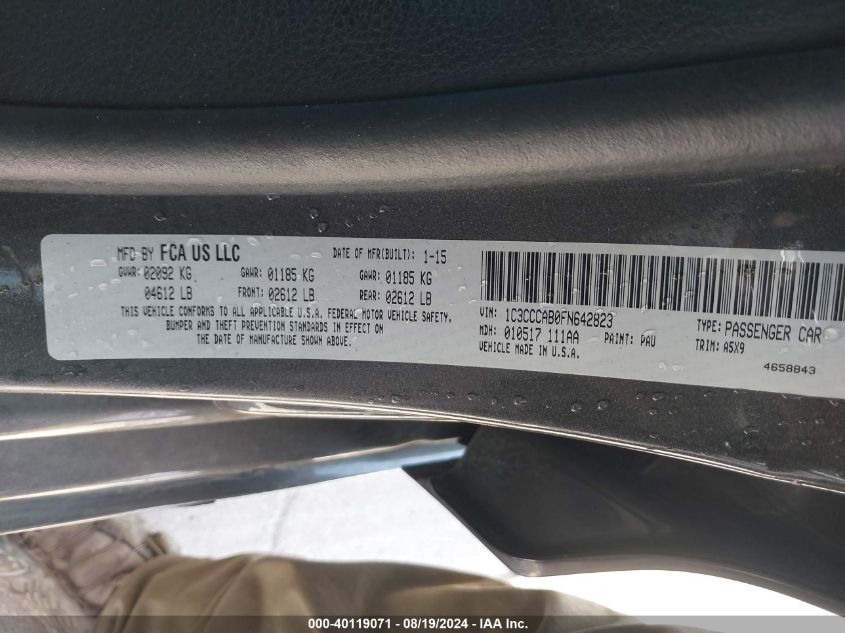 MFD BY FCA US LLC DATE OF MFR(BUILT): 1-15
GVWR: 02092 KG GAWR: 01185 KG GAWR: 01185 KG
04612 LB FRONT: 02612 LB REAR: 02612 LB
THIS VEHICLE CONFORMS TO ALL APPLICABLE U.S.A. FEDERAL MOTOR VEHICLE SAFETY,
BUMPER AND THEFT PREVENTION STANDARDS IN EFFECT ON
THE DATE OF MANUFACTURE SHOWN ABOVE.
VIN: 1C3CCCAB0FN642823 TYPE: PASSENGER CAR
MDH: 010517 111AA PAINT: PAU TRIM: A5X9
VEHICLE MADE IN U.S.A. 4658843
000-40119071 - 08/19/2024 - IAA Inc.